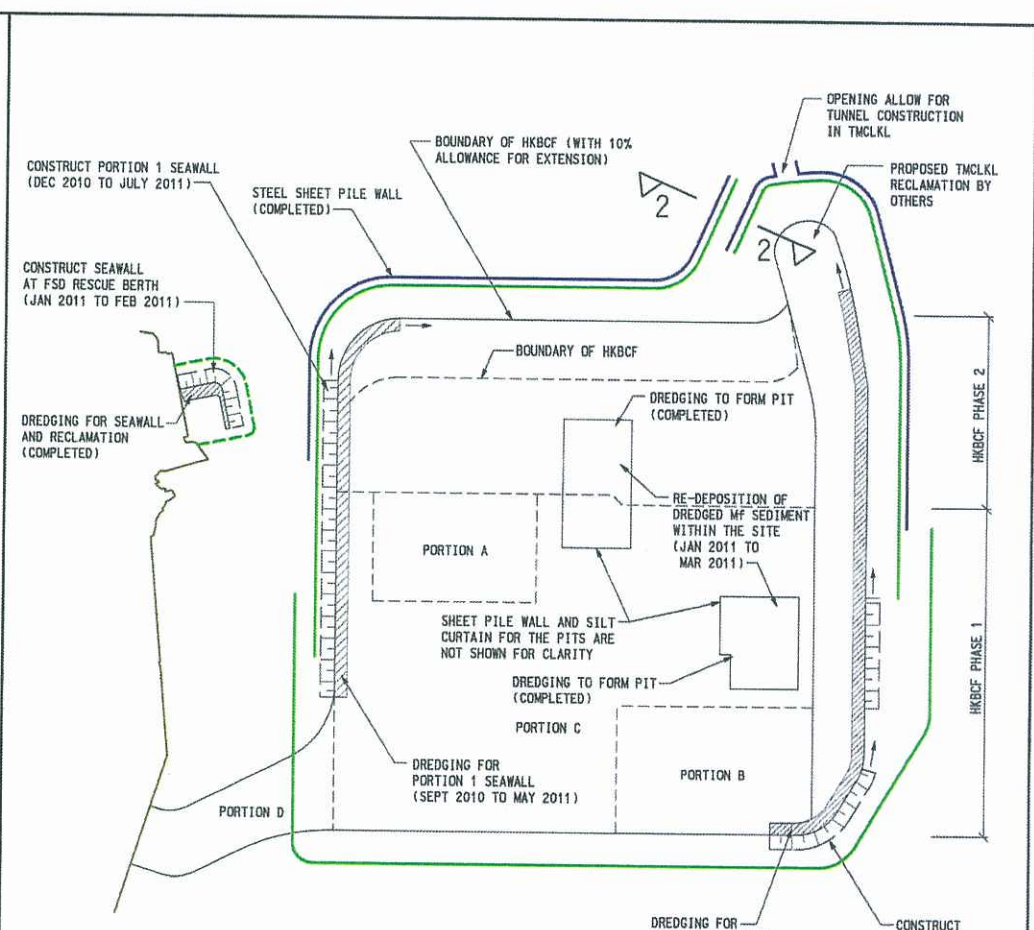 OPENING ALLOW FOR
TUNNEL CONSTRUCTION
IN TMCLKL
BOUNDARY OF HKBCF (WITH 10%
ALLOWANCE FOR EXTENSION)
CONSTRUCT PORTION 1 SEAWALL
(DEC 2010 TO JULY 2011)
STEEL SHEET PILE WALL
(COMPLETED)
PROPOSED TMCLKL
RECLAMATION BY
OTHERS
2
2
CONSTRUCT SEAWALL
AT FSD RESCUE BERTH
(JAN 2011 TO FEB 2011)
BOUNDARY OF HKBCF
DREDGING TO FORM PIT
(COMPLETED)
DREDGING FOR SEAWALL
AND RECLAMATION
(COMPLETED)
HKBCF PHASE 2
RE-DEPOSITION OF
DREDGED Mf SEDIMENT
WITHIN THE SITE
(JAN 2011 TO
MAR 2011)
PORTION A
SHEET PILE WALL AND SILT
CURTAIN FOR THE PITS ARE
NOT SHOWN FOR CLARITY
HKBCF PHASE 1
DREDGING TO FORM PIT
(COMPLETED)
PORTION C
DREDGING FOR
PORTION 1 SEAWALL
(SEPT 2010 TO MAY 2011)
PORTION B
PORTION D
DREDGING FOR
CONSTRUCT